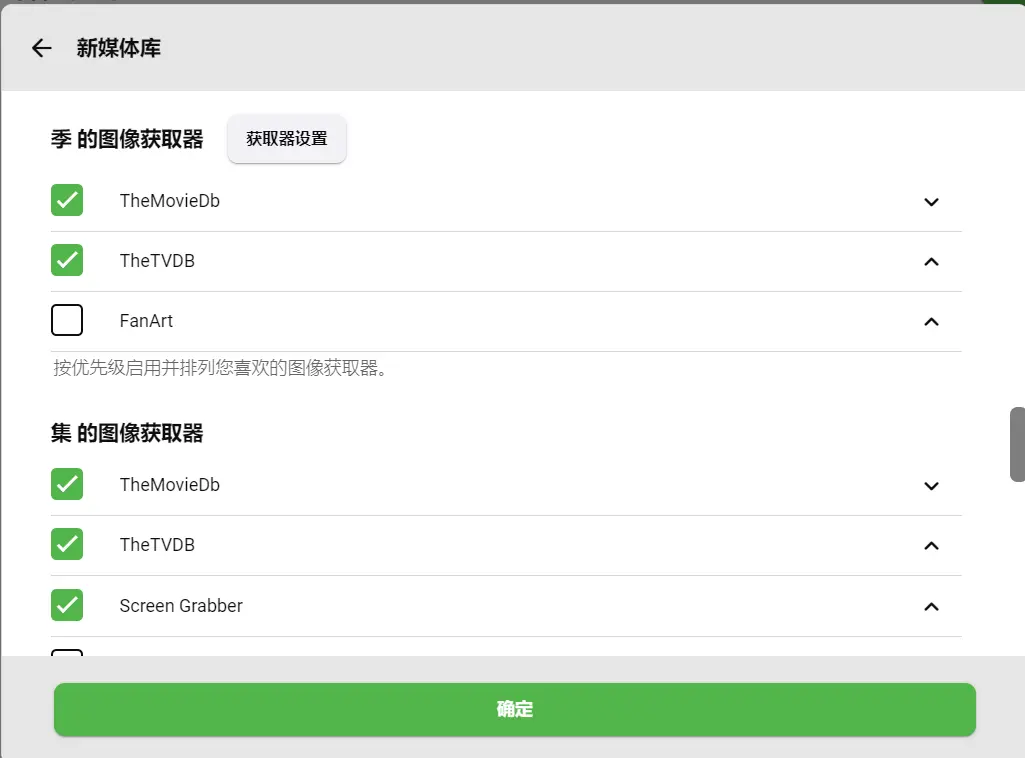 新媒体库
季 的图像获取器 获取器设置
TheMovieDb
TheTVDB
FanArt
按优先级启用并排列您喜欢的图像获取器。
集 的图像获取器
TheMovieDb
TheTVDB
Screen Grabber
确定